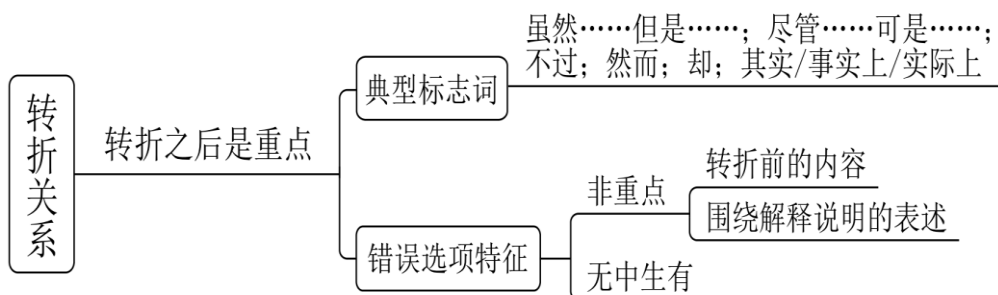 转折关系
转折之后是重点
典型标志词
虽然……但是……；尽管……可是……；
不过；然而；却；其实/事实上/实际上
错误选项特征
非重点
转折前的内容
围绕解释说明的表述
无中生有